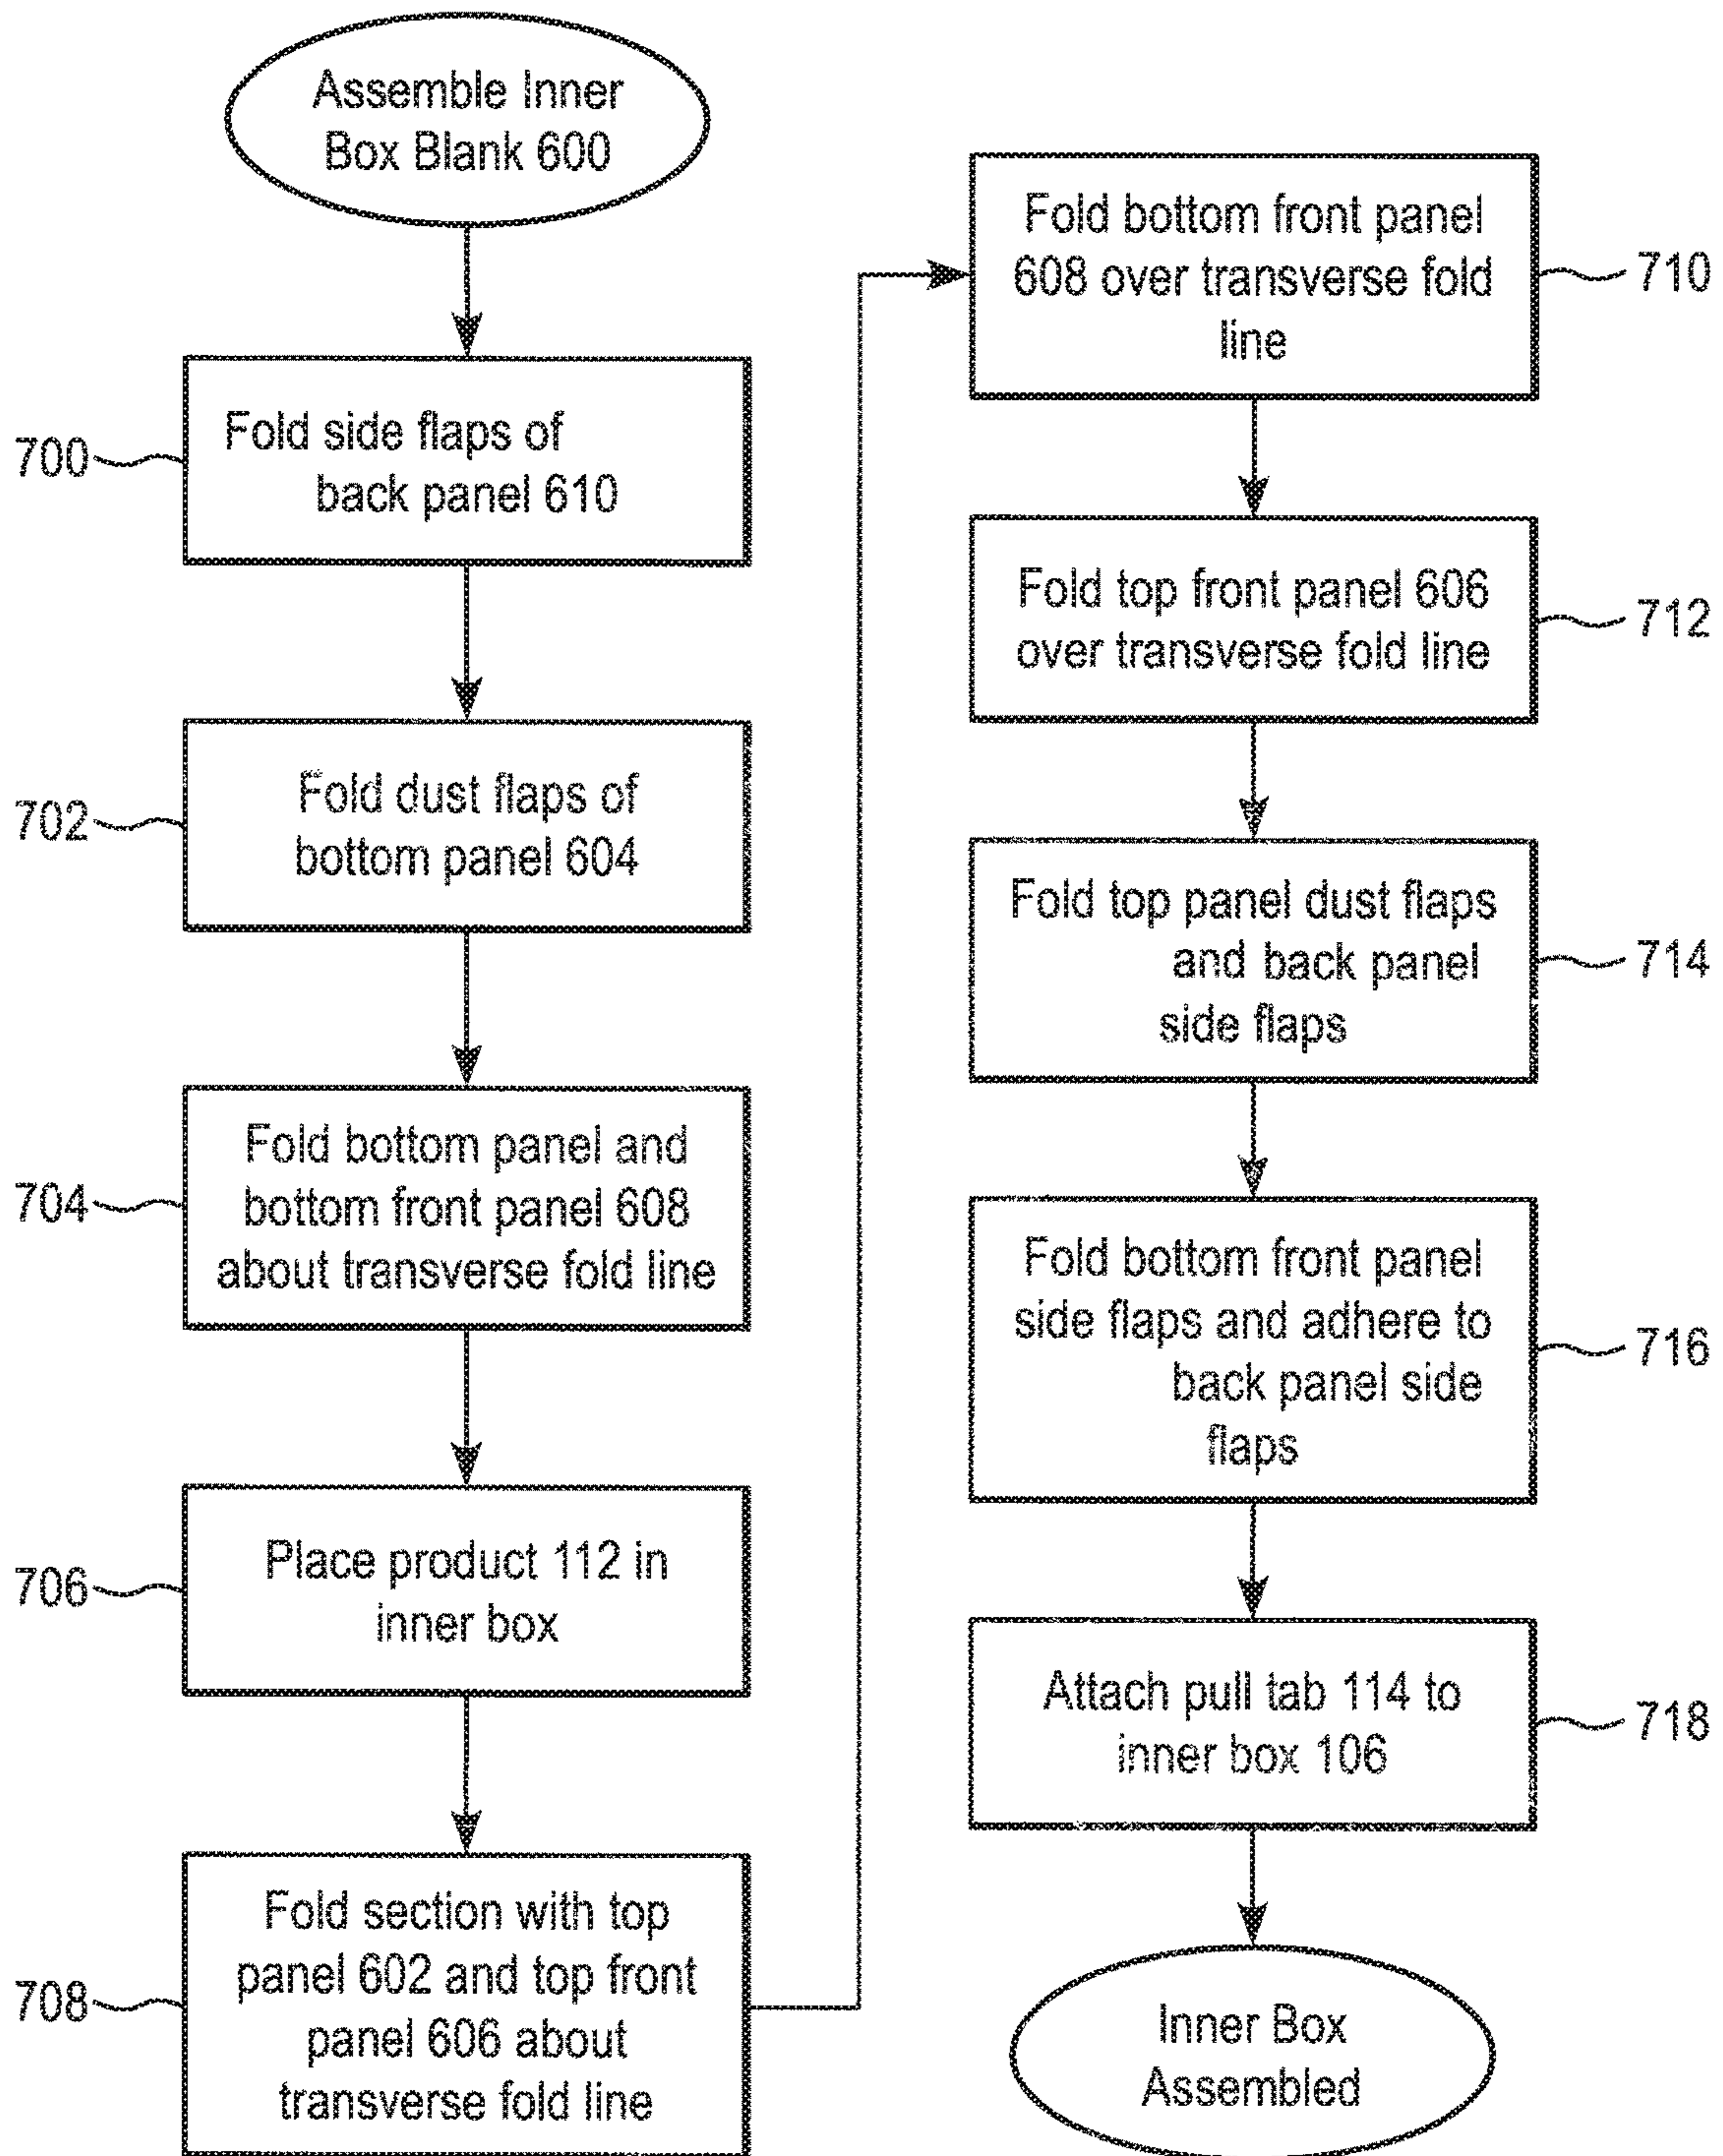 Assemble Inner
Box Blank 600
700
Fold side flaps of
back panel 610
702
Fold dust flaps of
bottom panel 604
704
Fold bottom panel and
bottom front panel 608
about transverse fold line
706
Place product 112 in
inner box
708
Fold section with top
panel 602 and top front
panel 606 about
transverse fold line
Fold bottom front panel
608 over transverse fold
line
710
Fold top front panel 606
over transverse fold line
712
Fold top panel dust flaps
and back panel
side flaps
714
Fold bottom front panel
side flaps and adhere to
back panel side
flaps
716
Attach pull tab 114 to
inner box 106
718
Inner Box
Assembled